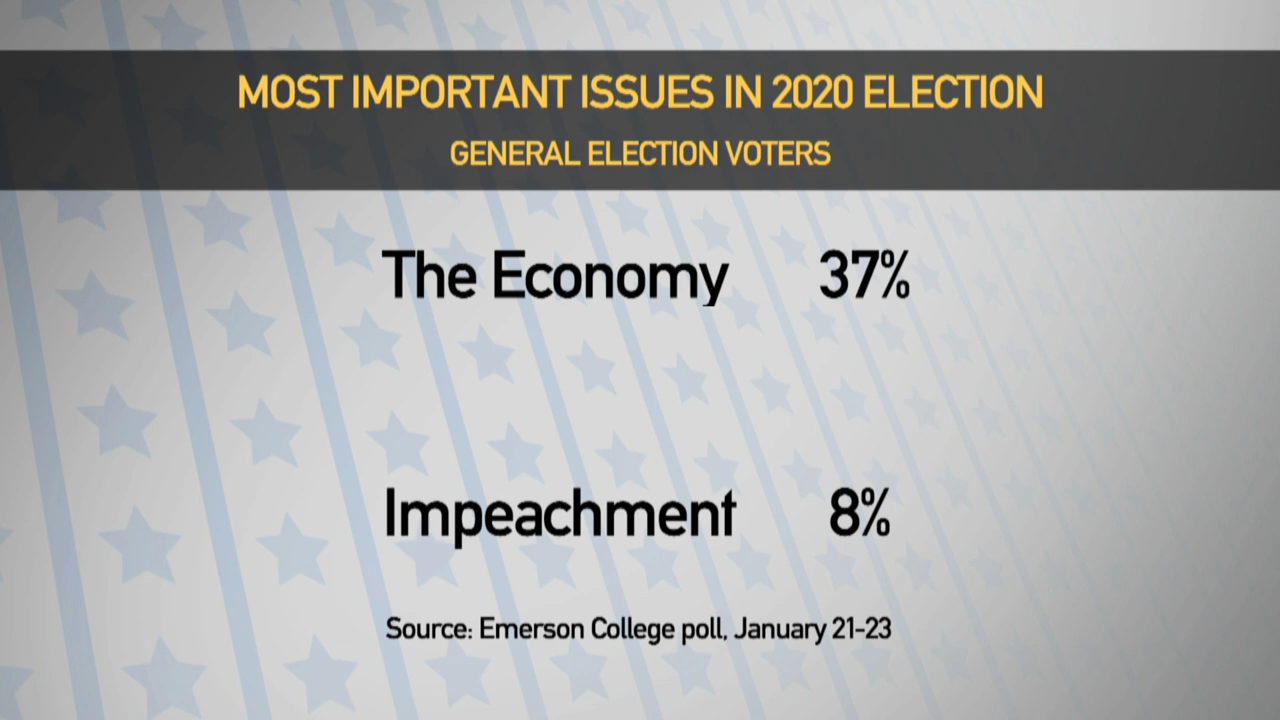 MOST IMPORTANT ISSUES IN 2020 ELECTION
GENERAL ELECTION VOTERS
The Economy 37%
Impeachment 8%
Source: Emerson College poll, January 21-23